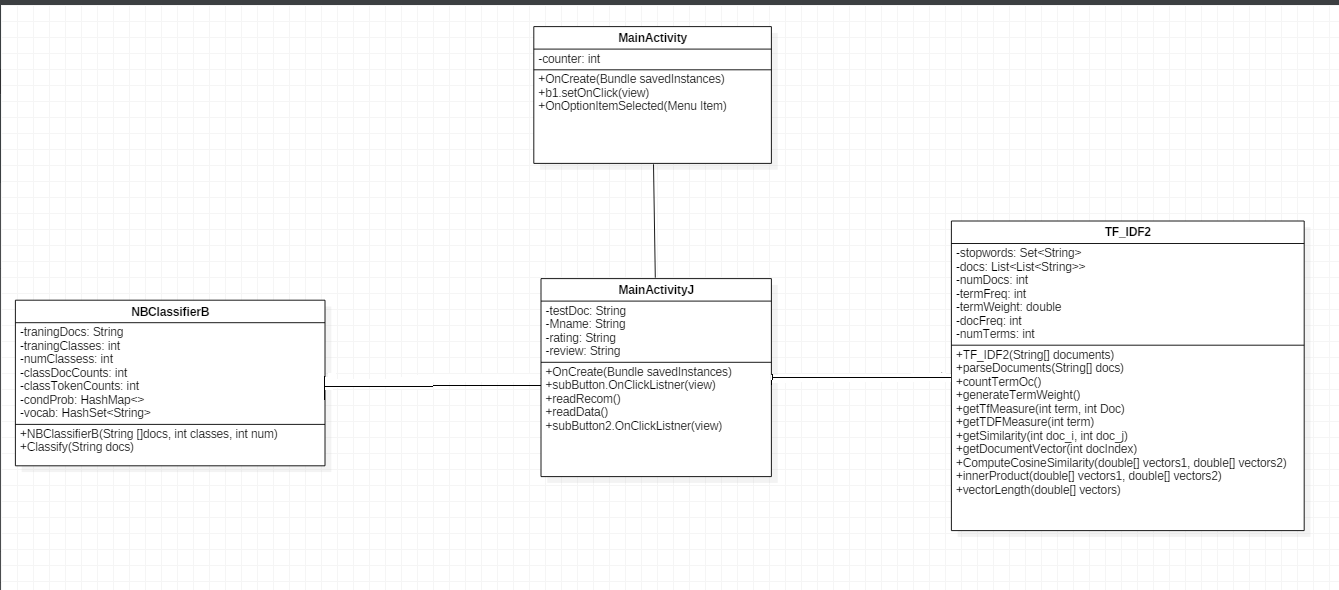 MainActivity
-counter: int
+OnCreate(Bundle savedInstances)
+b1.setOnClick(view)
+OnOptionItemSelected(Menu Item)
NBClassifierB
-traningDocs: String
-traningClasses: int
-numClassess: int
-classDocCounts: int
-classTokenCounts: int
-condProb: HashMap<>
-vocab: HashSet<String>
+NBClassifierB(String []docs, int classes, int num)
+Classify(String docs)
MainActivityJ
-testDoc: String
-Mname: String
-rating: String
-review: String
+OnCreate(Bundle savedInstances)
+subButton.OnClickListner(view)
+readRecom()
+readData()
+subButton2.OnClickListner(view)
TF_IDF2
-stopwords: Set<String>
-docs: List<List<String>>
-numDocs: int
-termFreq: int
-termWeight: double
-docFreq: int
-numTerms: int
+TF_IDF2(String[] documents)
+parseDocuments(String[] docs)
+countTermOc()
+generateTermWeight()
+getTfMeasure(int term, int Doc)
+getTDFMeasure(int term)
+getSimilarity(int doc_i, int doc_j)
+getDocumentVector(int docIndex)
+ComputeCosineSimilarity(double[] vectors1, double[] vectors2)
+innerProduct(double[] vectors1, double[] vectors2)
+vectorLength(double[] vectors)